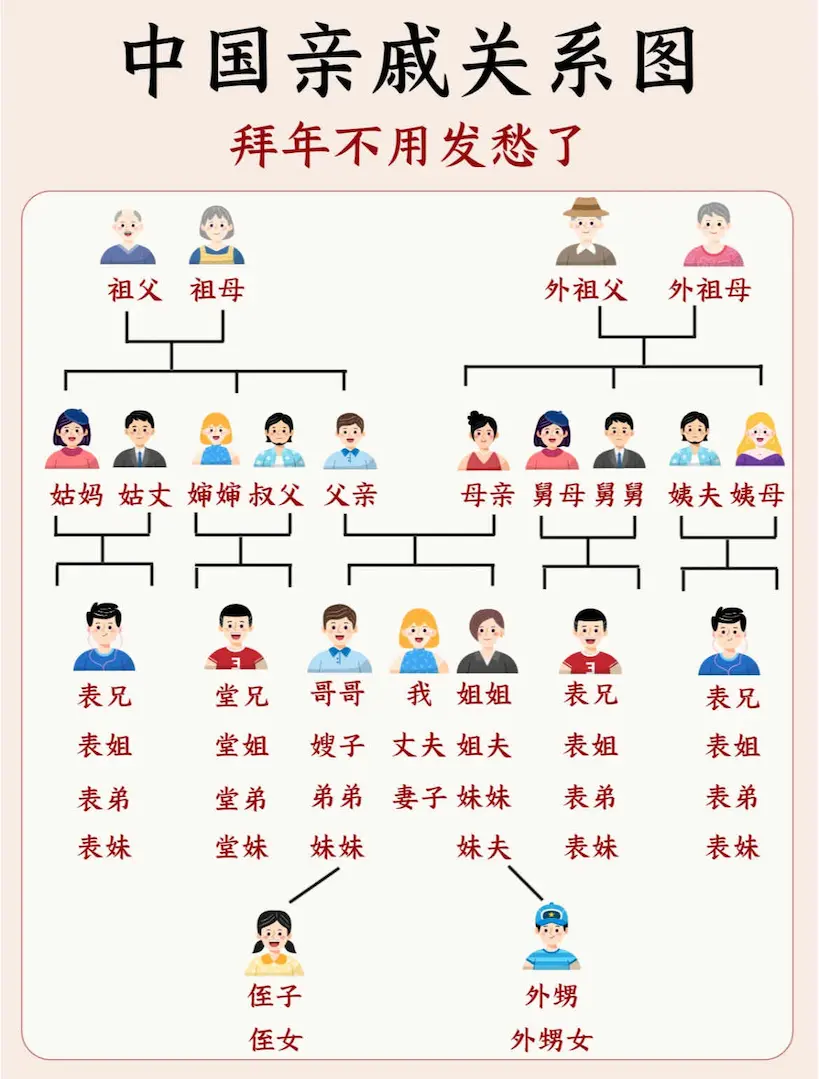 中国亲戚关系图
拜年不用发愁了
祖父 祖母 外祖父 外祖母
姑妈 姑丈 婶婶 叔父 父亲 母亲 舅母 舅舅 姨夫 姨母
表兄 堂兄 哥哥 我 姐姐 表兄 表兄
表姐 堂姐 嫂子 丈夫 姐夫 表姐 表姐
表弟 堂弟 弟弟 妻子 妹妹 表弟 表弟
表妹 堂妹 妹妹 妹夫 表妹 表妹
侄子 外甥
侄女 外甥女